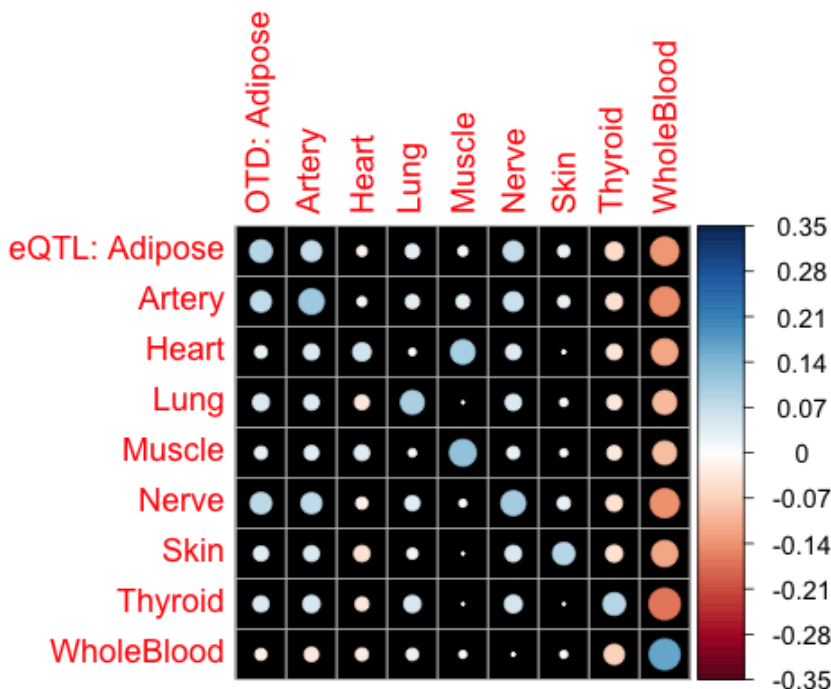 OTD: Adipose
Artery
Heart
Lung
Muscle
Nerve
Skin
Thyroid
WholeBlood
eQTL: Adipose
Artery
Heart
Lung
Muscle
Nerve
Skin
Thyroid
WholeBlood
0.35
0.28
0.21
0.14
0.07
0
-0.07
-0.14
-0.21
-0.28
-0.35